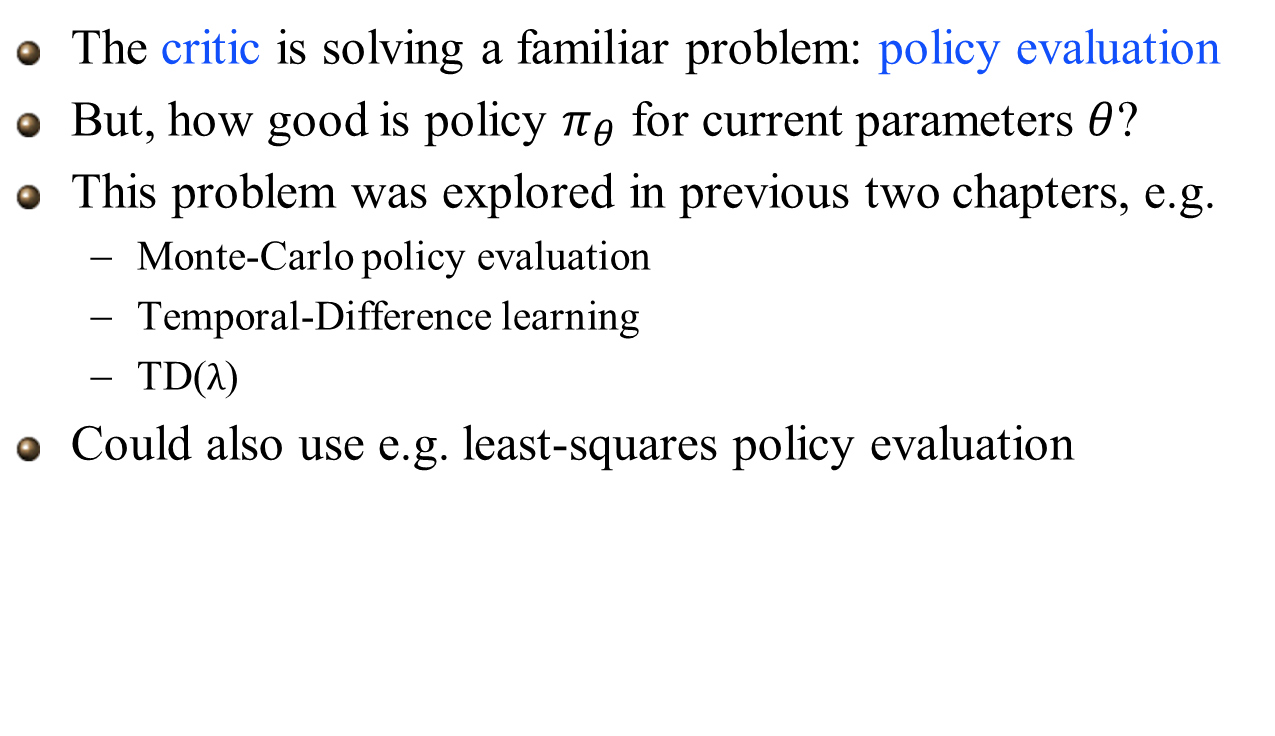 The critic is solving a familiar problem: policy evaluation
But, how good is policy π_θ for current parameters θ?
This problem was explored in previous two chapters, e.g.
– Monte-Carlo policy evaluation
– Temporal-Difference learning
– TD(λ)
Could also use e.g. least-squares policy evaluation